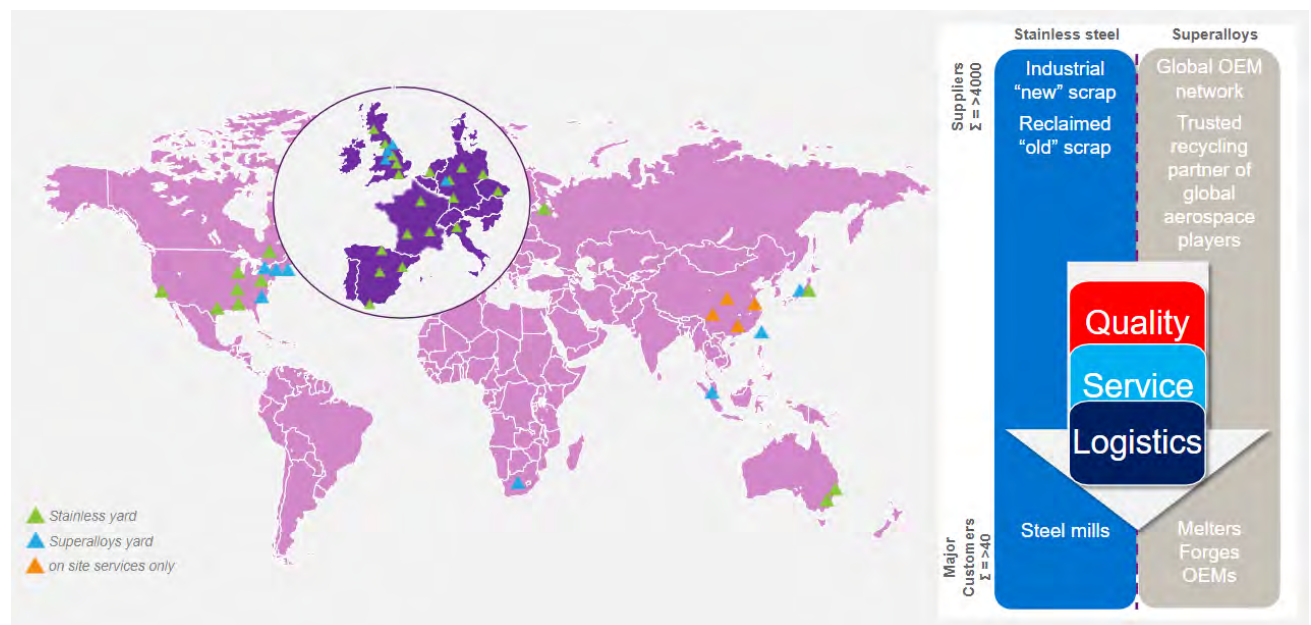 Stainless yard
Superalloys yard
on site services only
Stainless steel
Superalloys
Suppliers
Σ = >4000
Industrial
“new” scrap
Reclaimed
“old” scrap
Global OEM
network
Trusted
recycling
partner of
global
aerospace
players
Quality
Service
Logistics
Major
Customers
Σ = >40
Steel mills
Melters
Forges
OEMs